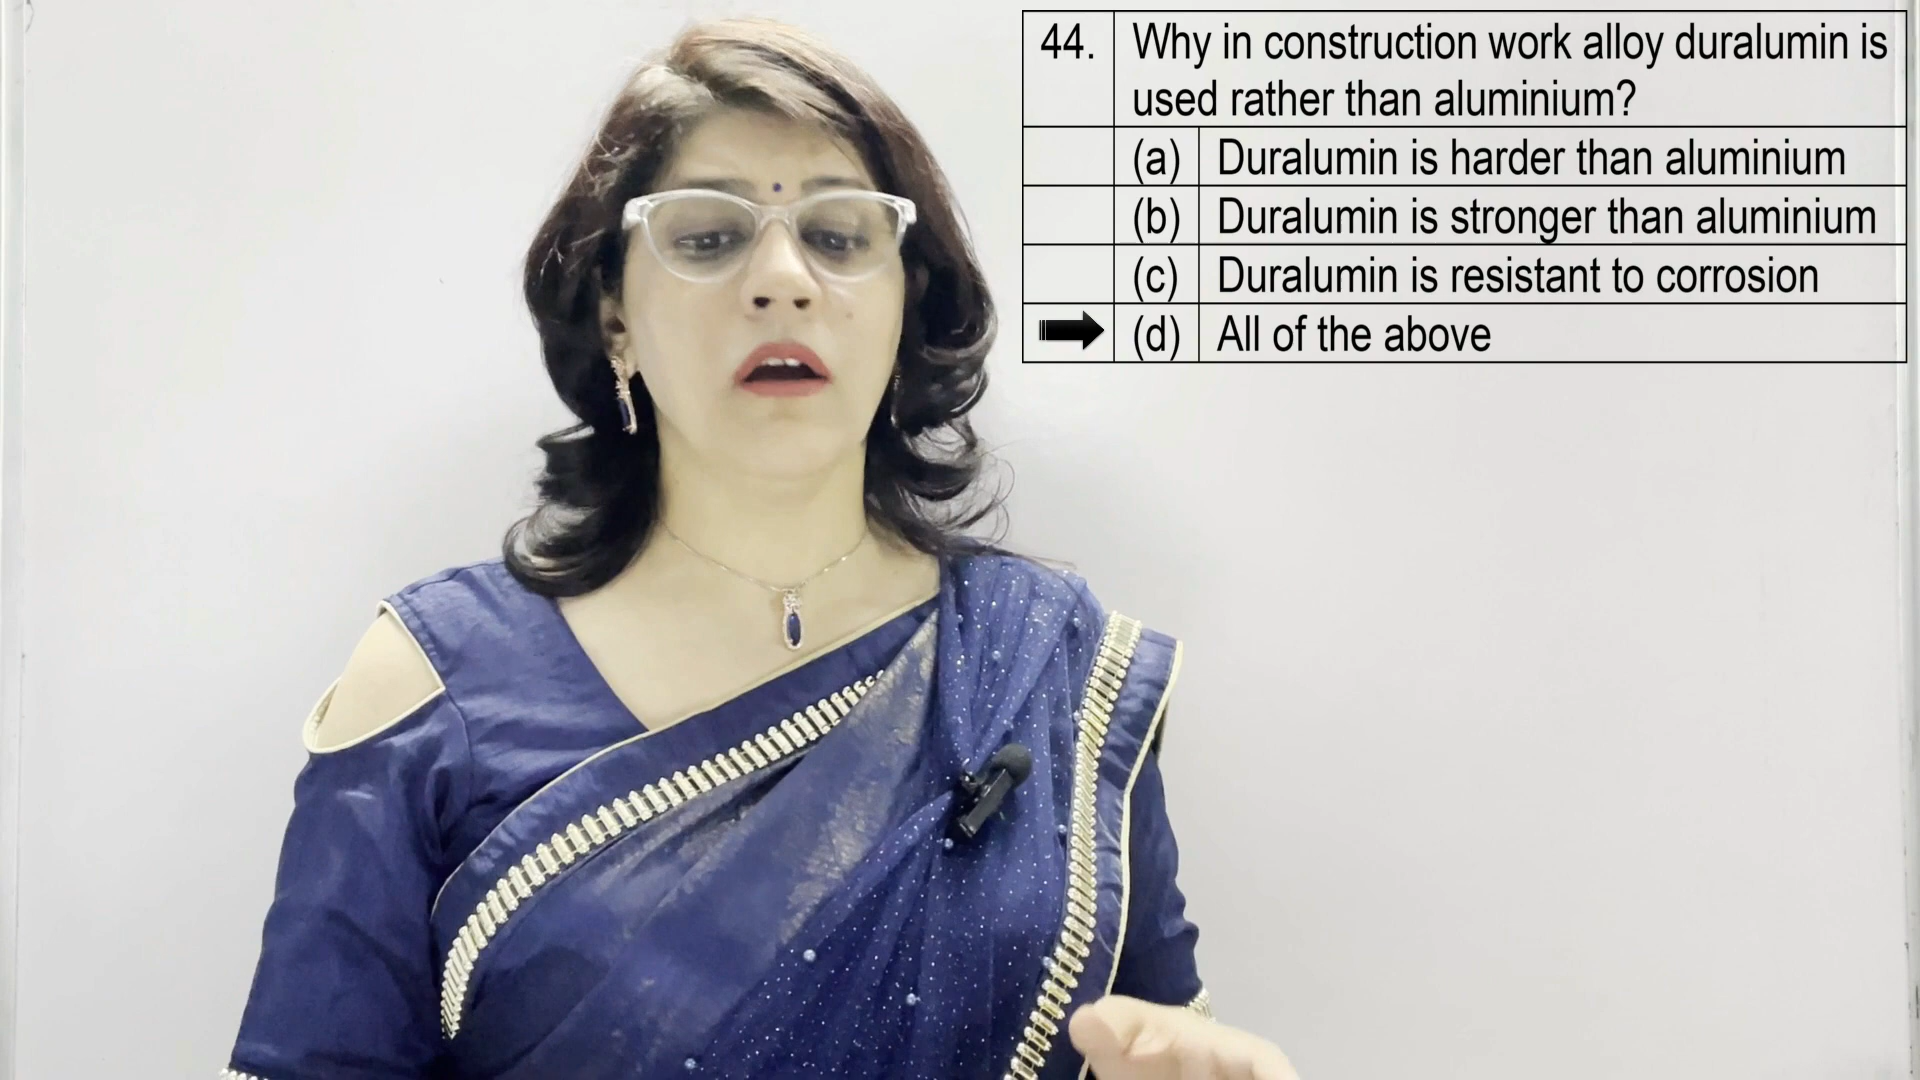 44. Why in construction work alloy duralumin is
used rather than aluminium?
(a) Duralumin is harder than aluminium
(b) Duralumin is stronger than aluminium
(c) Duralumin is resistant to corrosion
(d) All of the above